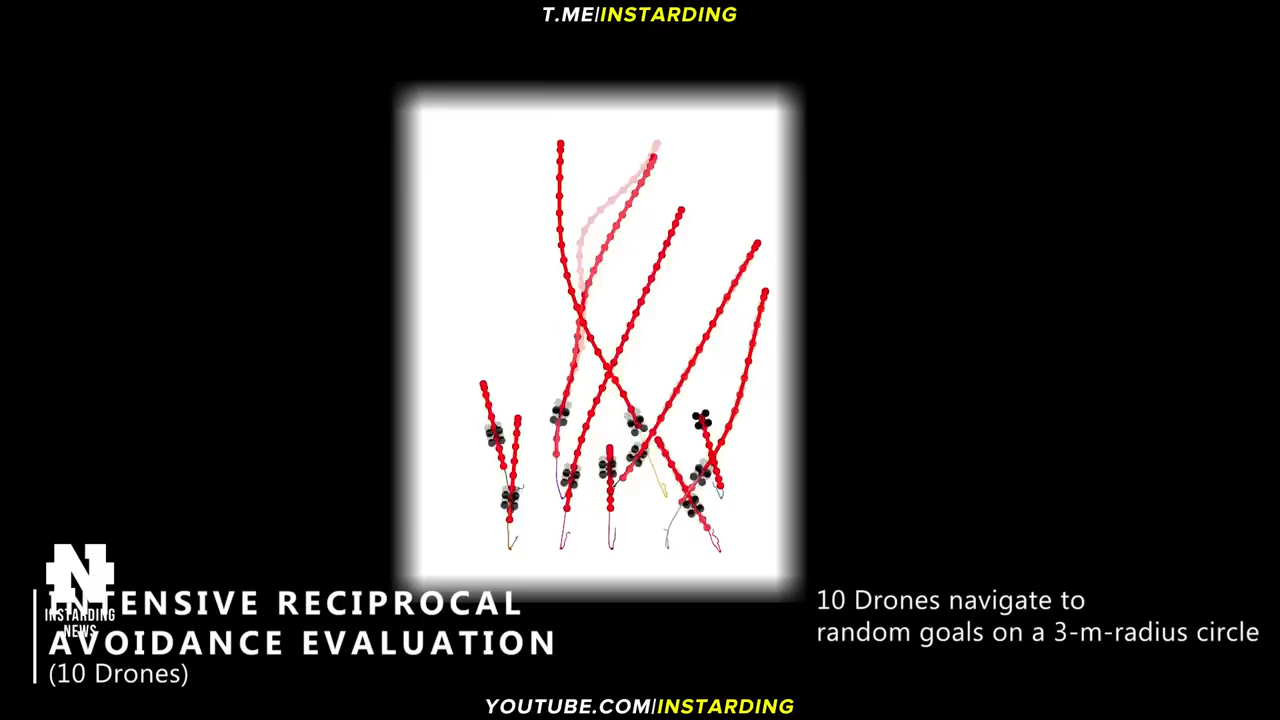 T.ME|INSTARDING
N
INSTARDING
NEWS
INTENSIVE RECIPROCAL
AVOIDANCE EVALUATION
(10 Drones)
10 Drones navigate to
random goals on a 3-m-radius circle
YOUTUBE.COM|INSTARDING